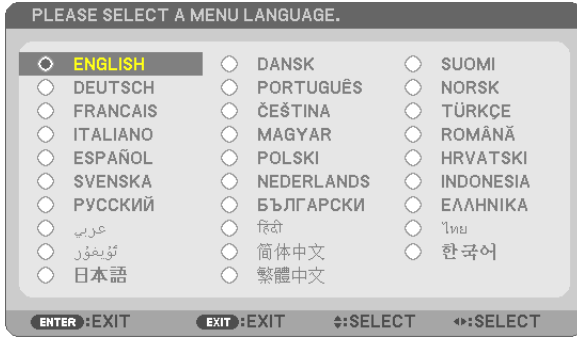 PLEASE SELECT A MENU LANGUAGE.
ENGLISH DANSK SUOMI
DEUTSCH PORTUGUÊS NORSK
FRANCAIS ČEŠTINA TÜRKÇE
ITALIANO MAGYAR ROMÂNĂ
ESPAÑOL POLSKI HRVATSKI
SVENSKA NEDERLANDS INDONESIA
РУССКИЙ БЪЛГАРСКИ ΕΛΛΗΝΙΚΑ
عربي हिंदी ไทย
ئۇيغۇر 简体中文 한국어
日本語 繁體中文
ENTER :EXIT EXIT :EXIT :SELECT :SELECT